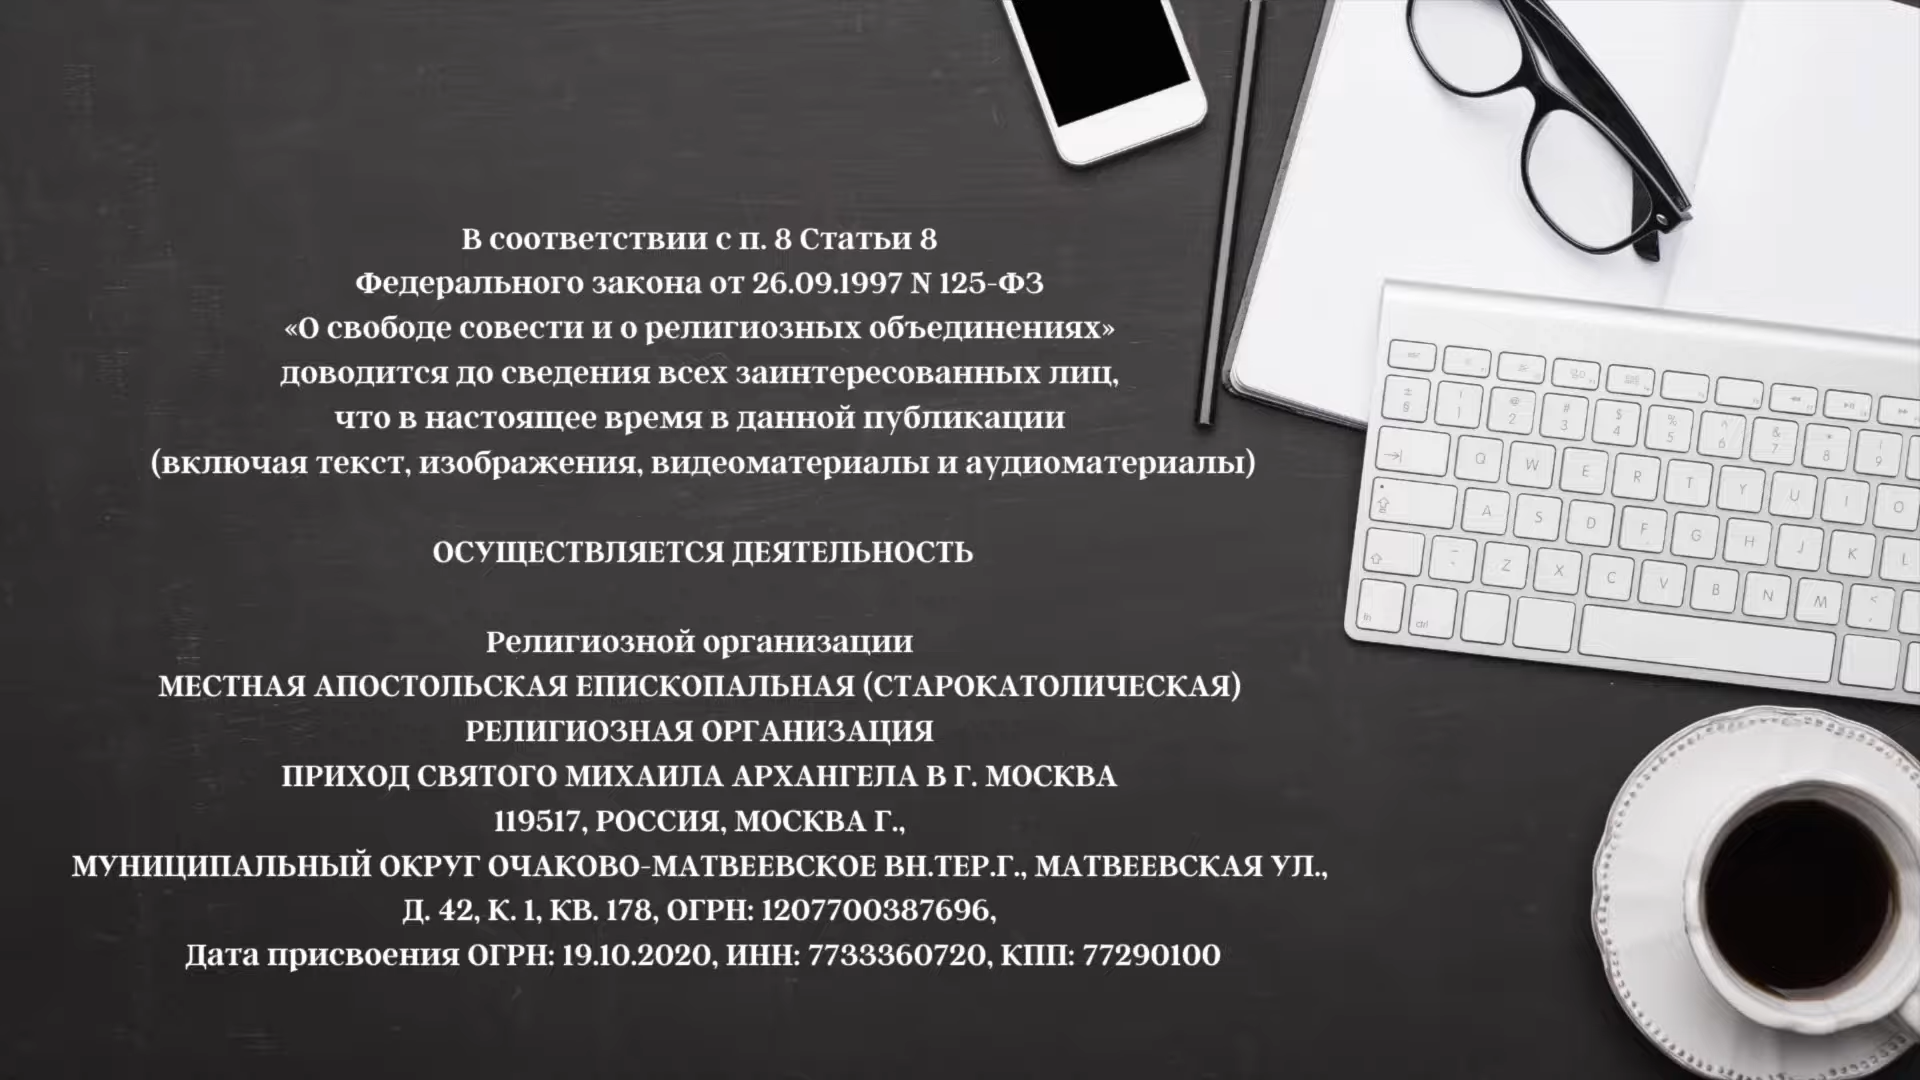 В соответствии с п. 8 Статьи 8
Федерального закона от 26.09.1997 N 125-ФЗ
«О свободе совести и о религиозных объединениях»
доводится до сведения всех заинтересованных лиц,
что в настоящее время в данной публикации
(включая текст, изображения, видеоматериалы и аудиоматериалы)
ОСУЩЕСТВЛЯЕТСЯ ДЕЯТЕЛЬНОСТЬ
Религиозной организации
МЕСТНАЯ АПОСТОЛЬСКАЯ ЕПИСКОПАЛЬНАЯ (СТАРОКАТОЛИЧЕСКАЯ)
РЕЛИГИОЗНАЯ ОРГАНИЗАЦИЯ
ПРИХОД СВЯТОГО МИХАИЛА АРХАНГЕЛА В Г. МОСКВА
119517, РОССИЯ, МОСКВА Г.,
МУНИЦИПАЛЬНЫЙ ОКРУГ ОЧАКОВО-МАТВЕЕВСКОЕ ВН.ТЕР.Г., МАТВЕЕВСКАЯ УЛ.,
Д. 42, К. 1, КВ. 178, ОГРН: 1207700387696,
Дата присвоения ОГРН: 19.10.2020, ИНН: 7733360720, КПП: 77290100
Q W E R T Y U I O
A S D F G H J K L
Z X C V B N M